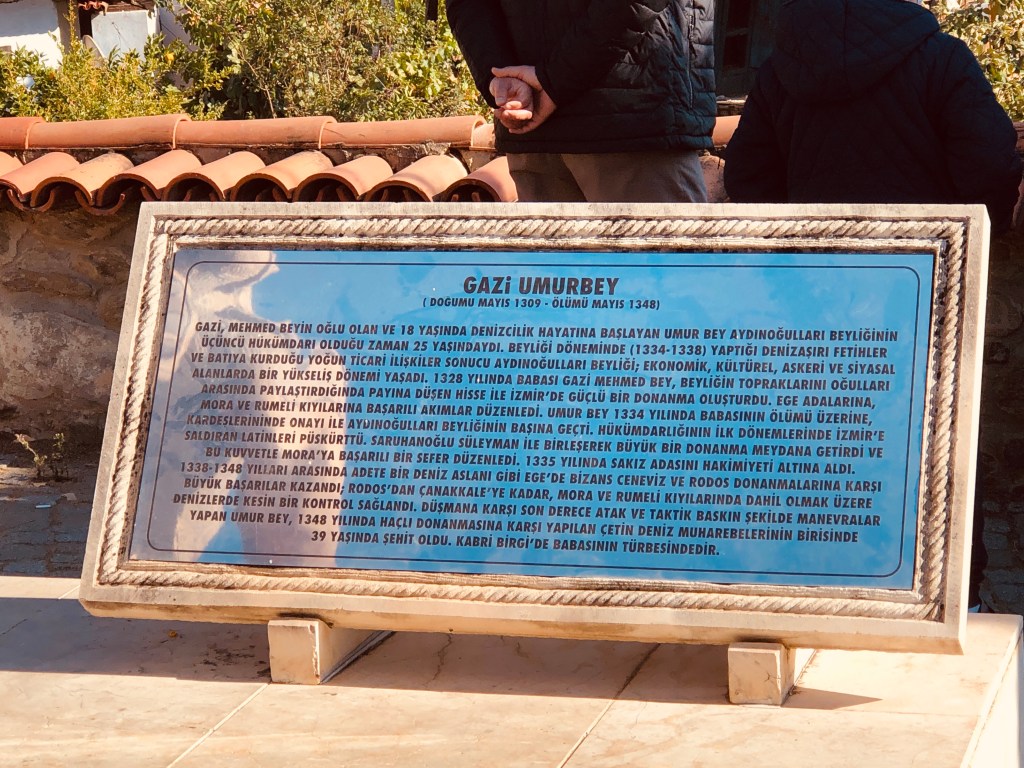 GAZİ UMURBEY
( DOĞUMU MAYIS 1309 - ÖLÜMÜ MAYIS 1348)
GAZİ, MEHMED BEYİN OĞLU OLAN VE 18 YAŞINDA DENİZCİLİK HAYATINA BAŞLAYAN UMUR BEY AYDINOĞULLARI BEYLİĞİNİN
ÜÇÜNCÜ HÜKÜMDARI OLDUĞU ZAMAN 25 YAŞINDAYDI. BEYLİĞİ DÖNEMİNDE (1334-1338) YAPTIĞI DENİZAŞIRI FETİHLER
VE BATIYA KURDUĞU YOĞUN TİCARİ İLİŞKİLER SONUCU AYDINOĞULLARI BEYLİĞİ; EKONOMİK, KÜLTÜREL, ASKERİ VE SİYASAL
ALANLARDA BİR YÜKSELİŞ DÖNEMİ YAŞADI. 1328 YILINDA BABASI GAZİ MEHMED BEY, BEYLİĞİN TOPRAKLARINI OĞULLARI
ARASINDA PAYLAŞTIRDIĞINDA PAYINA DÜŞEN HİSSE İLE İZMİR'DE GÜÇLÜ BİR DONANMA OLUŞTURDU. EGE ADALARINA,
MORA VE RUMELİ KIYILARINA BAŞARILI AKIMLAR DÜZENLEDİ. UMUR BEY 1334 YILINDA BABASININ ÖLÜMÜ ÜZERİNE,
KARDEŞLERİNİNDE ONAYI İLE AYDINOĞULLARI BEYLİĞİNİN BAŞINA GEÇTİ. HÜKÜMDARLIĞININ İLK DÖNEMLERİNDE İZMİR'E
SALDIRAN LATİNLERİ PÜSKÜRTTÜ. SARUHANOĞLU SÜLEYMAN İLE BİRLEŞEREK BÜYÜK BİR DONANMA MEYDANA GETİRDİ VE
BU KUVVETLE MORA'YA BAŞARILI BİR SEFER DÜZENLEDİ. 1335 YILINDA SAKIZ ADASINI HAKİMİYETİ ALTINA ALDI.
1338-1348 YILLARI ARASINDA ADETE BİR DENİZ ASLANI GİBİ EGE'DE BİZANS CENEVİZ VE RODOS DONANMALARINA KARŞI
BÜYÜK BAŞARILAR KAZANDI; RODOS'DAN ÇANAKKALE'YE KADAR, MORA VE RUMELİ KIYILARINDA DAHİL OLMAK ÜZERE
DENİZLERDE KESİN BİR KONTROL SAĞLANDI. DÜŞMANA KARŞI SON DERECE ATAK VE TAKTİK BASKIN ŞEKİLDE MANEVRALAR
YAPAN UMUR BEY, 1348 YILINDA HAÇLI DONANMASINA KARŞI YAPILAN ÇETİN DENİZ MUHAREBELERİNİN BİRİSİNDE
39 YAŞINDA ŞEHİT OLDU. KABRİ BİRGİ'DE BABASININ TÜRBESİNDEDİR.